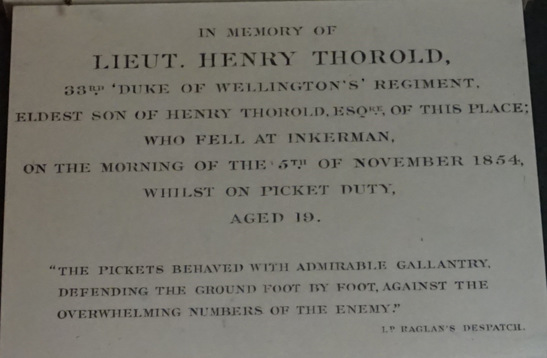 IN MEMORY OF
LIEUT. HENRY THOROLD,
33RD 'DUKE OF WELLINGTON'S' REGIMENT,
ELDEST SON OF HENRY THOROLD, ESQRE, OF THIS PLACE;
WHO FELL AT INKERMAN,
ON THE MORNING OF THE 5TH OF NOVEMBER 1854,
WHILST ON PICKET DUTY,
AGED 19.
"THE PICKETS BEHAVED WITH ADMIRABLE GALLANTRY,
DEFENDING THE GROUND FOOT BY FOOT, AGAINST THE
OVERWHELMING NUMBERS OF THE ENEMY."
LD RAGLAN'S DESPATCH.